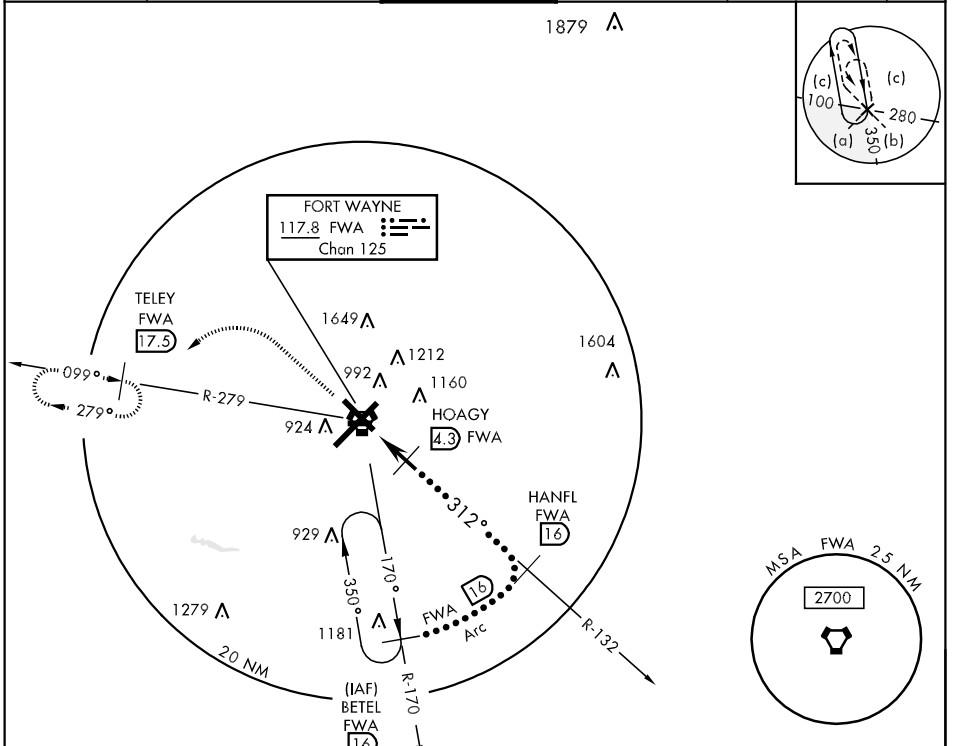 1879
(c)
(c)
100
280
(a)
350
(b)
FORT WAYNE
117.8 FWA
Chan 125
TELEY
FWA
17.5
1649
1212
1604
992
1160
099°
279°
R-279
924
HOAGY
4.3 FWA
312°
HANFL
FWA
16
929
170°
350°
FWA 16
Arc
1279
1181
R-132
20 NM
R-170
(IAF)
BETEL
FWA
16
MSA FWA 25 NM
2700